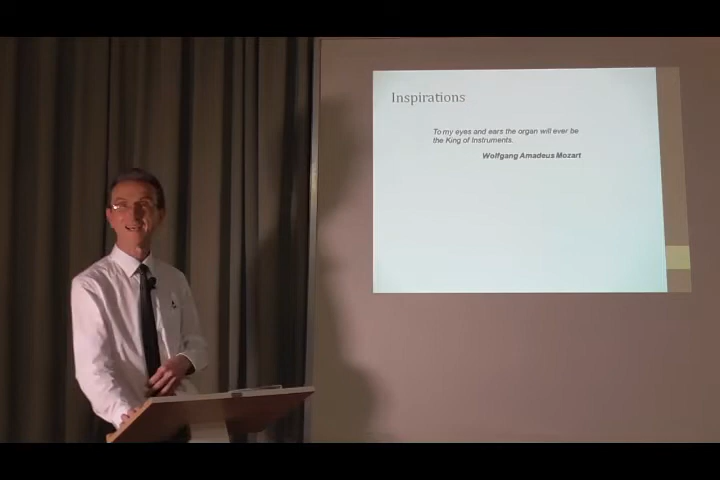 Inspirations
To my eyes and ears the organ will ever be
the King of Instruments.
Wolfgang Amadeus Mozart